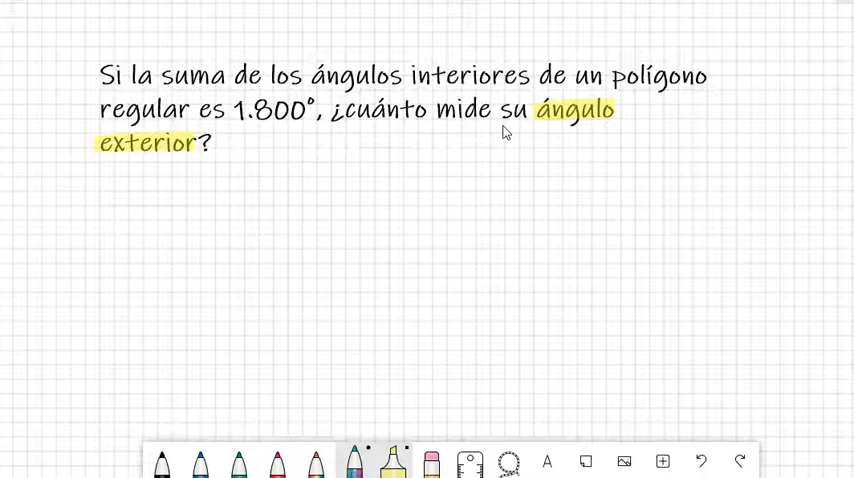 Si la suma de los ángulos interiores de un polígono
regular es 1.800°, ¿cuánto mide su ángulo
exterior?
A